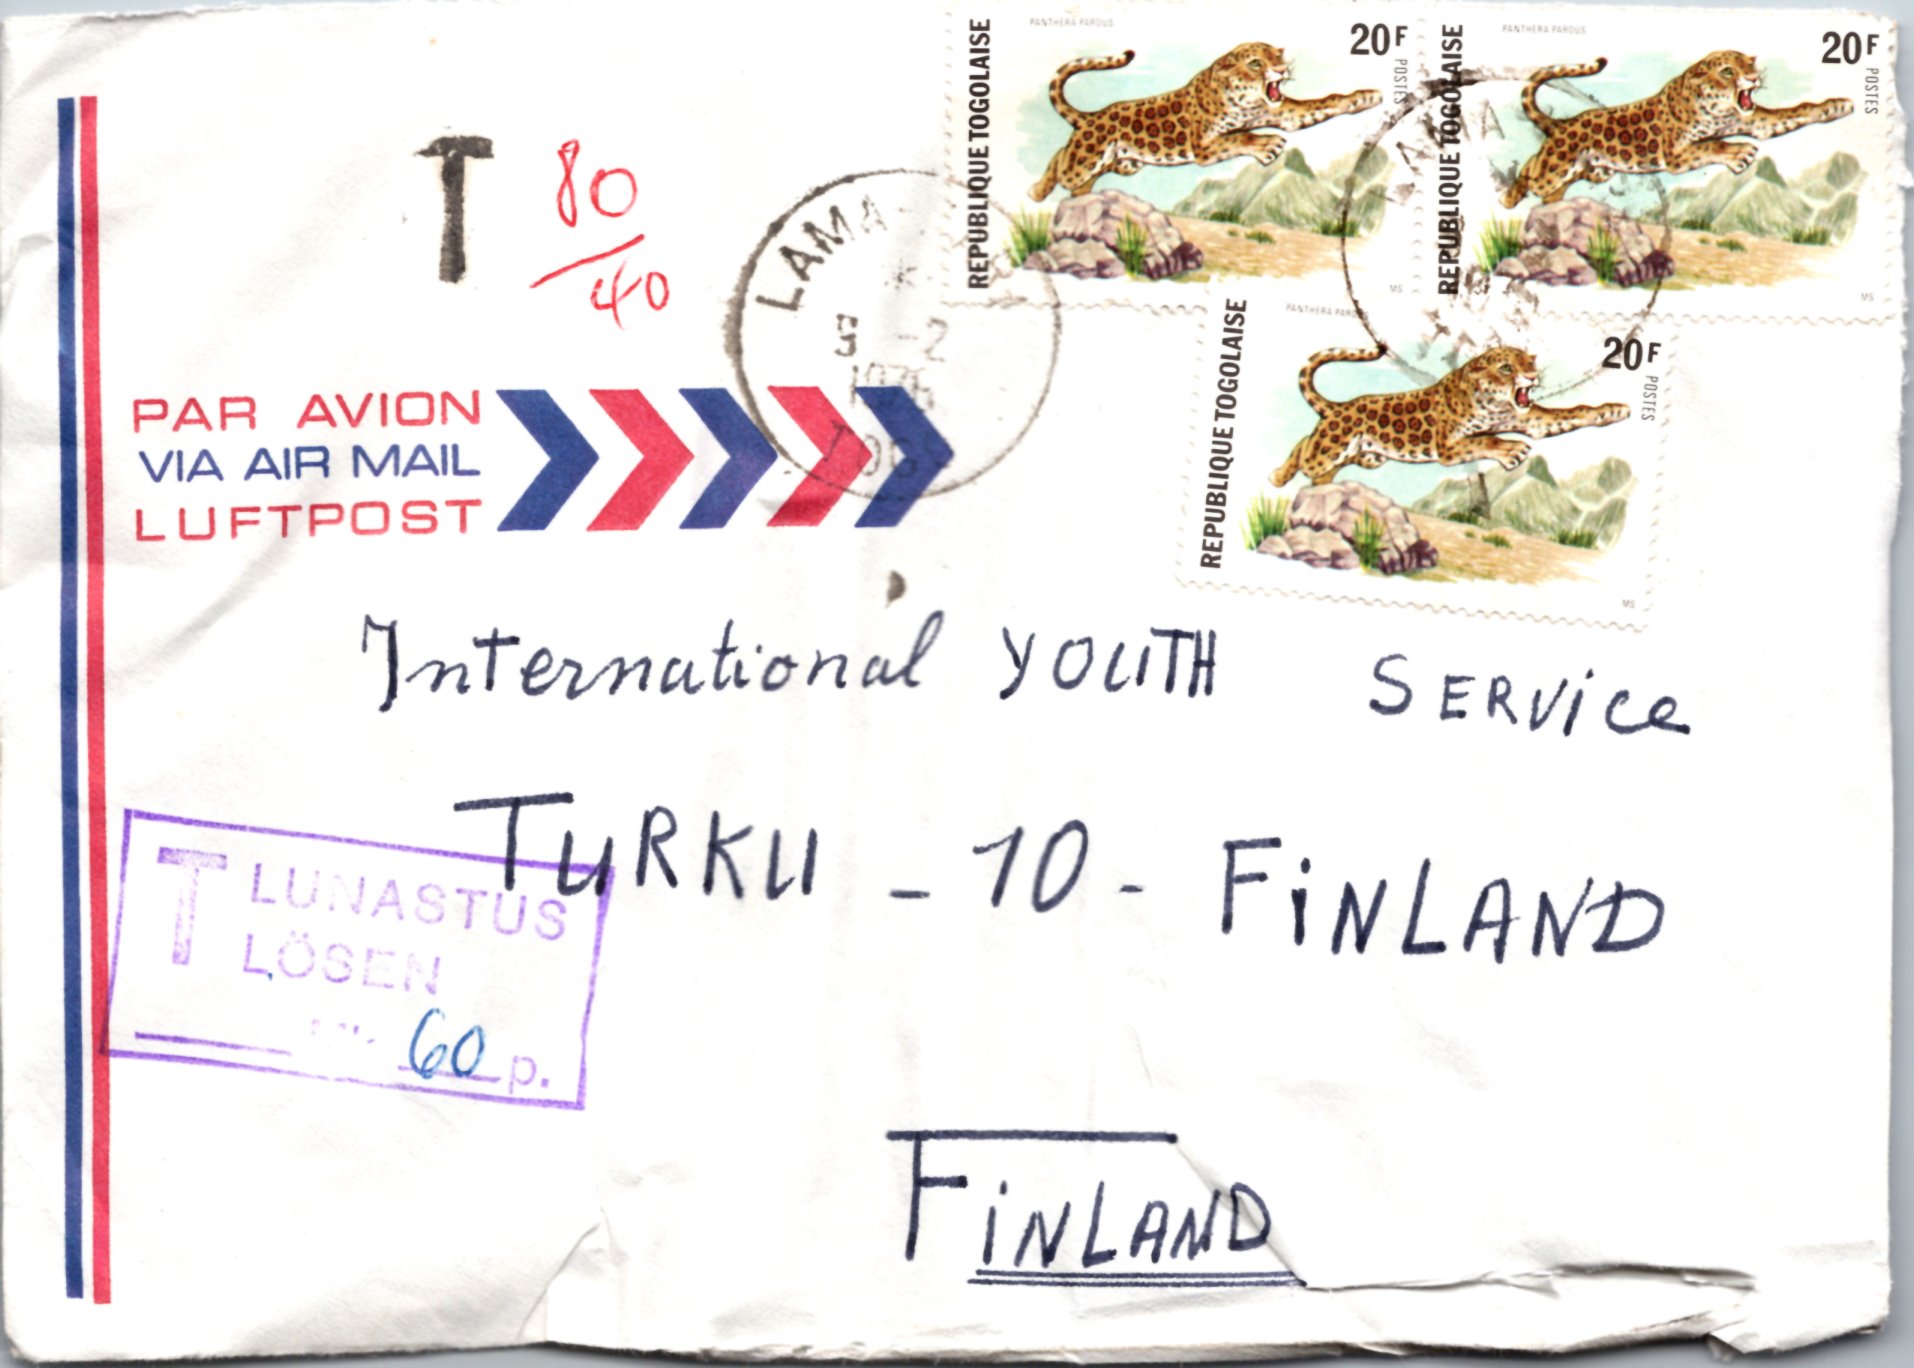 PANTHERA PARDUS
20F
POSTES
REPUBLIQUE TOGOLAISE
MS
PANTHERA PARDUS
20F
POSTES
REPUBLIQUE TOGOLAISE
MS
PANTHERA PARDUS
20F
POSTES
REPUBLIQUE TOGOLAISE
MS
T 80
40
LAMA
9 -2
1976
PAR AVION
VIA AIR MAIL
LUFTPOST
International YOUTH SERVice
TURKU - 10 - FiNLAND
T LUNASTUS
LÖSEN
60 p.
FiNLAND